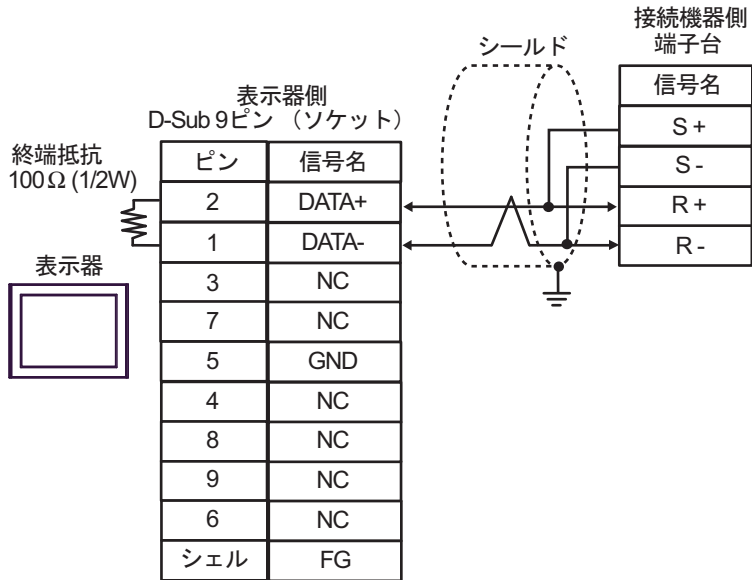 接続機器側
端子台
シールド
信号名
S +
S -
R +
R -
表示器側
D-Sub 9ピン （ソケット）
終端抵抗
100Ω (1/2W)
表示器
ピン 信号名
2 DATA+
1 DATA-
3 NC
7 NC
5 GND
4 NC
8 NC
9 NC
6 NC
シェル FG